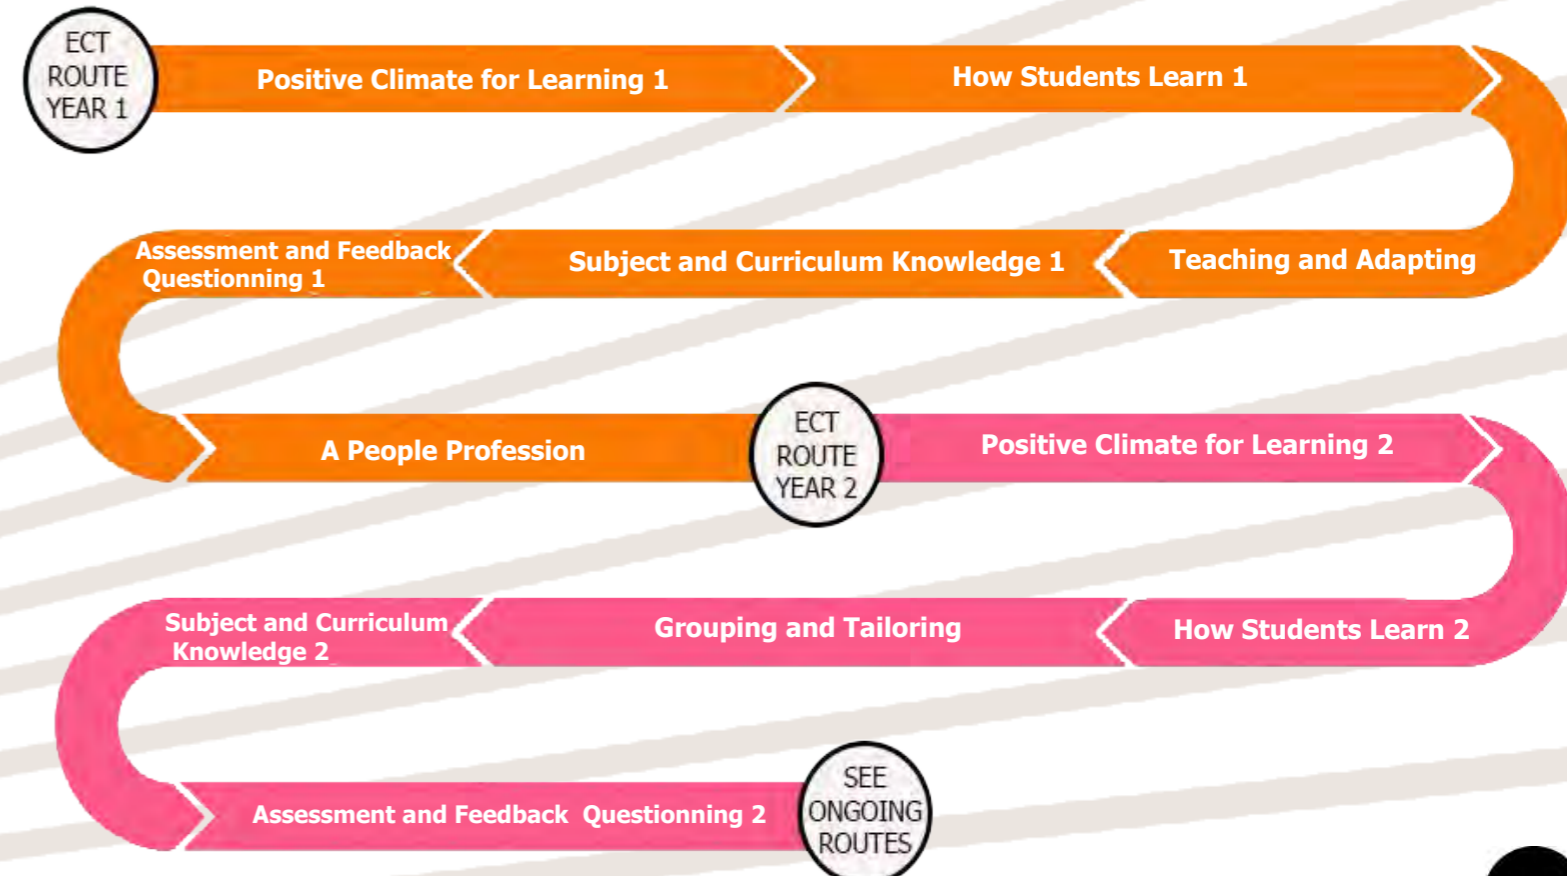 ECT
ROUTE
YEAR 1
Positive Climate for Learning 1
How Students Learn 1
Teaching and Adapting
Subject and Curriculum Knowledge 1
Assessment and Feedback
Questionning 1
A People Profession
ECT
ROUTE
YEAR 2
Positive Climate for Learning 2
How Students Learn 2
Grouping and Tailoring
Subject and Curriculum
Knowledge 2
Assessment and Feedback  Questionning 2
SEE
ONGOING
ROUTES